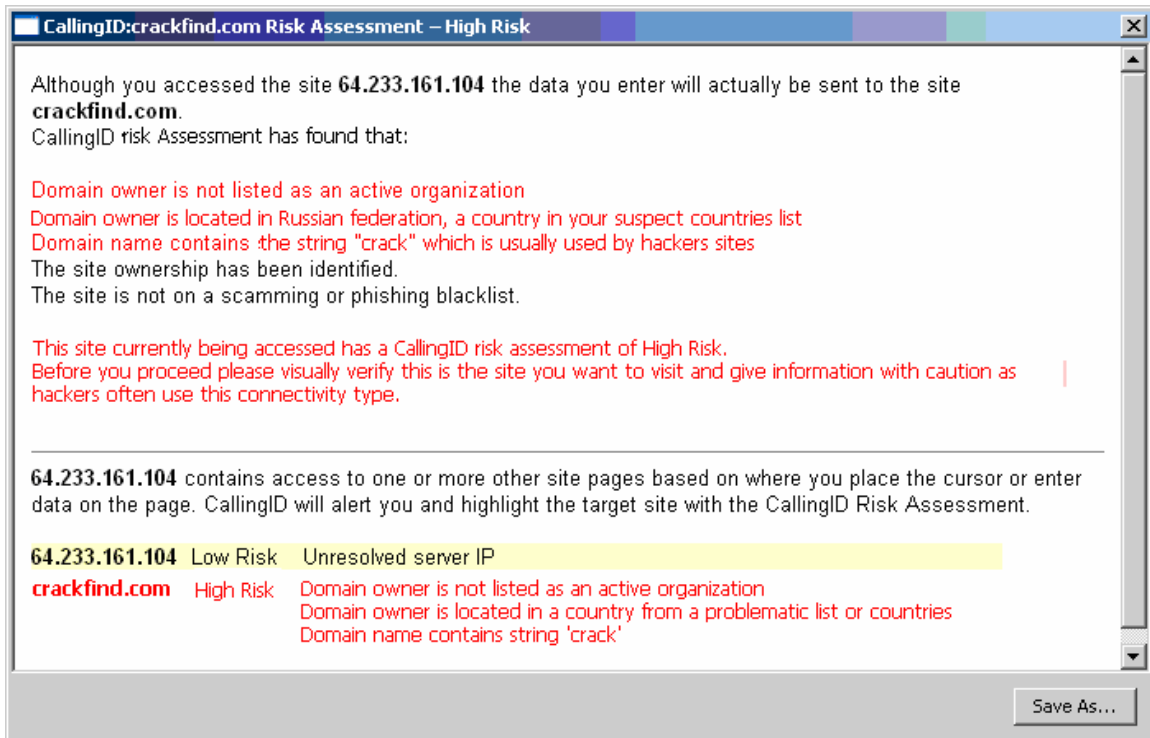 CallingID:crackfind.com Risk Assessment – High Risk
Although you accessed the site 64.233.161.104 the data you enter will actually be sent to the site
crackfind.com.
CallingID risk Assessment has found that:
Domain owner is not listed as an active organization
Domain owner is located in Russian federation, a country in your suspect countries list
Domain name contains the string "crack" which is usually used by hackers sites
The site ownership has been identified.
The site is not on a scamming or phishing blacklist.
This site currently being accessed has a CallingID risk assessment of High Risk.
Before you proceed please visually verify this is the site you want to visit and give information with caution as
hackers often use this connectivity type.
64.233.161.104 contains access to one or more other site pages based on where you place the cursor or enter
data on the page. CallingID will alert you and highlight the target site with the CallingID Risk Assessment.
64.233.161.104 Low Risk Unresolved server IP
crackfind.com High Risk Domain owner is not listed as an active organization
Domain owner is located in a country from a problematic list or countries
Domain name contains string 'crack'
Save As...